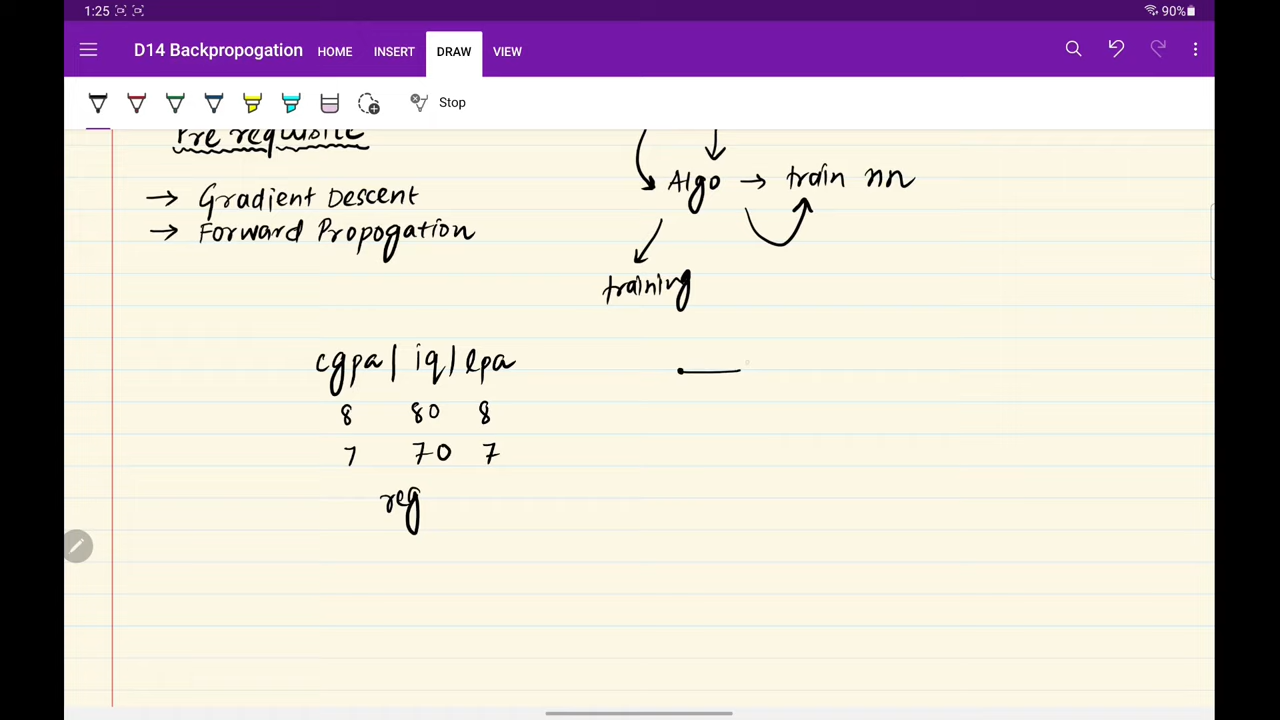 1:25 90%
D14 Backpropogation HOME INSERT DRAW VIEW
Stop
Pre requisite
→ Gradient Descent
→ Forward Propogation
Algo → train nn
training
cgpa | iq | lpa
8 80 8
7 70 7
reg